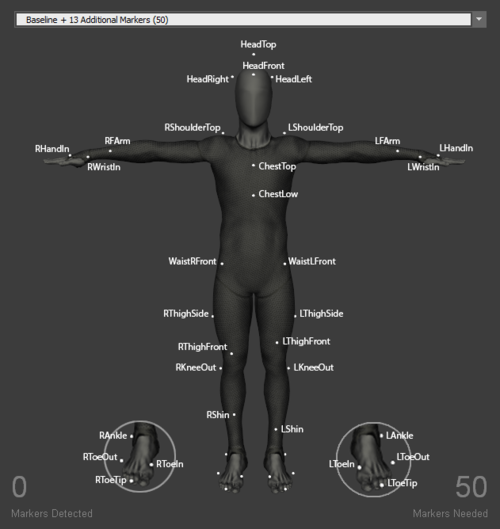 Baseline + 13 Additional Markers (50)
HeadTop
HeadFront
HeadRight
HeadLeft
RShoulderTop
LShoulderTop
RFArm
LFArm
RHandIn
LHandIn
RWristIn
LWristIn
ChestTop
ChestLow
WaistRFront
WaistLFront
RThighSide
LThighSide
LThighFront
RThighFront
RKneeOut
LKneeOut
RShin
LShin
RAnkle
LAnkle
RToeOut
LToeOut
RToeIn
LToeIn
RToeTip
LToeTip
0
50
Markers Detected
Markers Needed